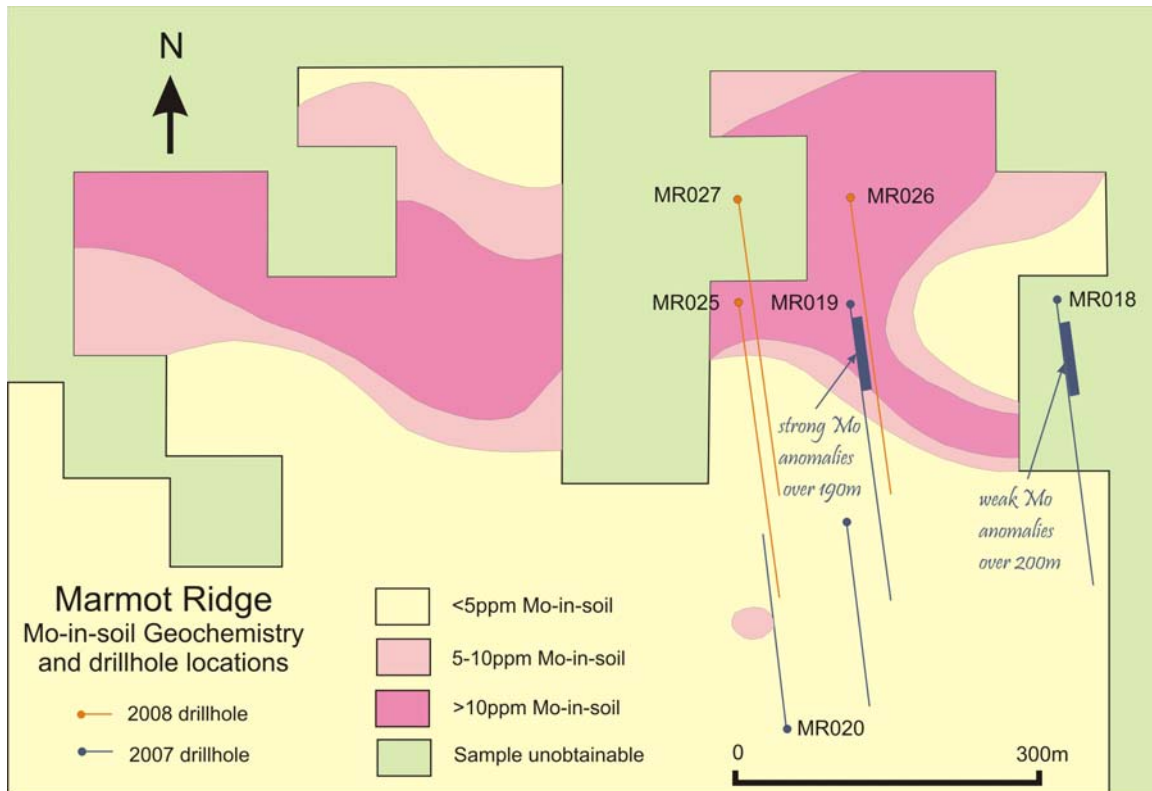 N
MR027
MR026
MR025
MR019
MR018
strong Mo
anomalies
over 190m
weak Mo
anomalies
over 200m
MR020
Marmot Ridge
Mo-in-soil Geochemistry
and drillhole locations
2008 drillhole
2007 drillhole
<5ppm Mo-in-soil
5-10ppm Mo-in-soil
>10ppm Mo-in-soil
Sample unobtainable
0 300m